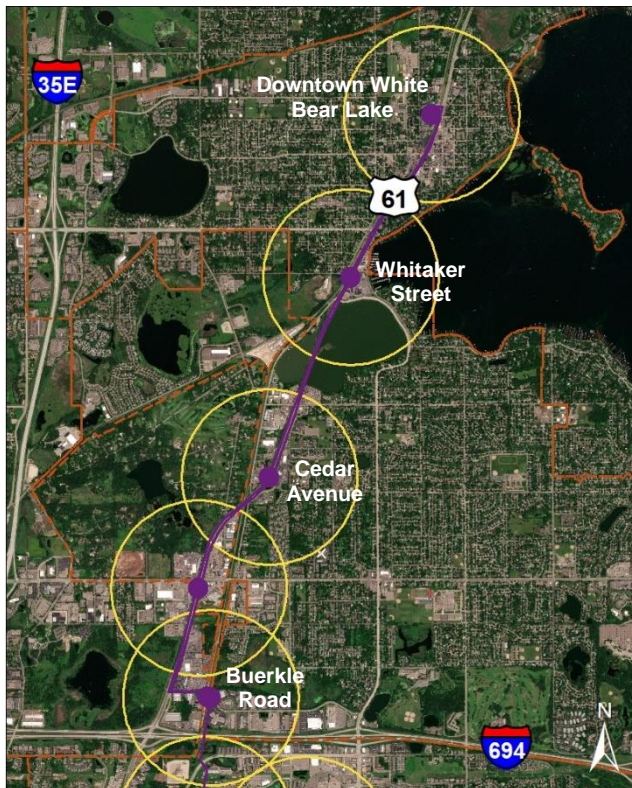 35E
Downtown White
Bear Lake
61
Whitaker
Street
Cedar
Avenue
Buerkle
Road
N
694